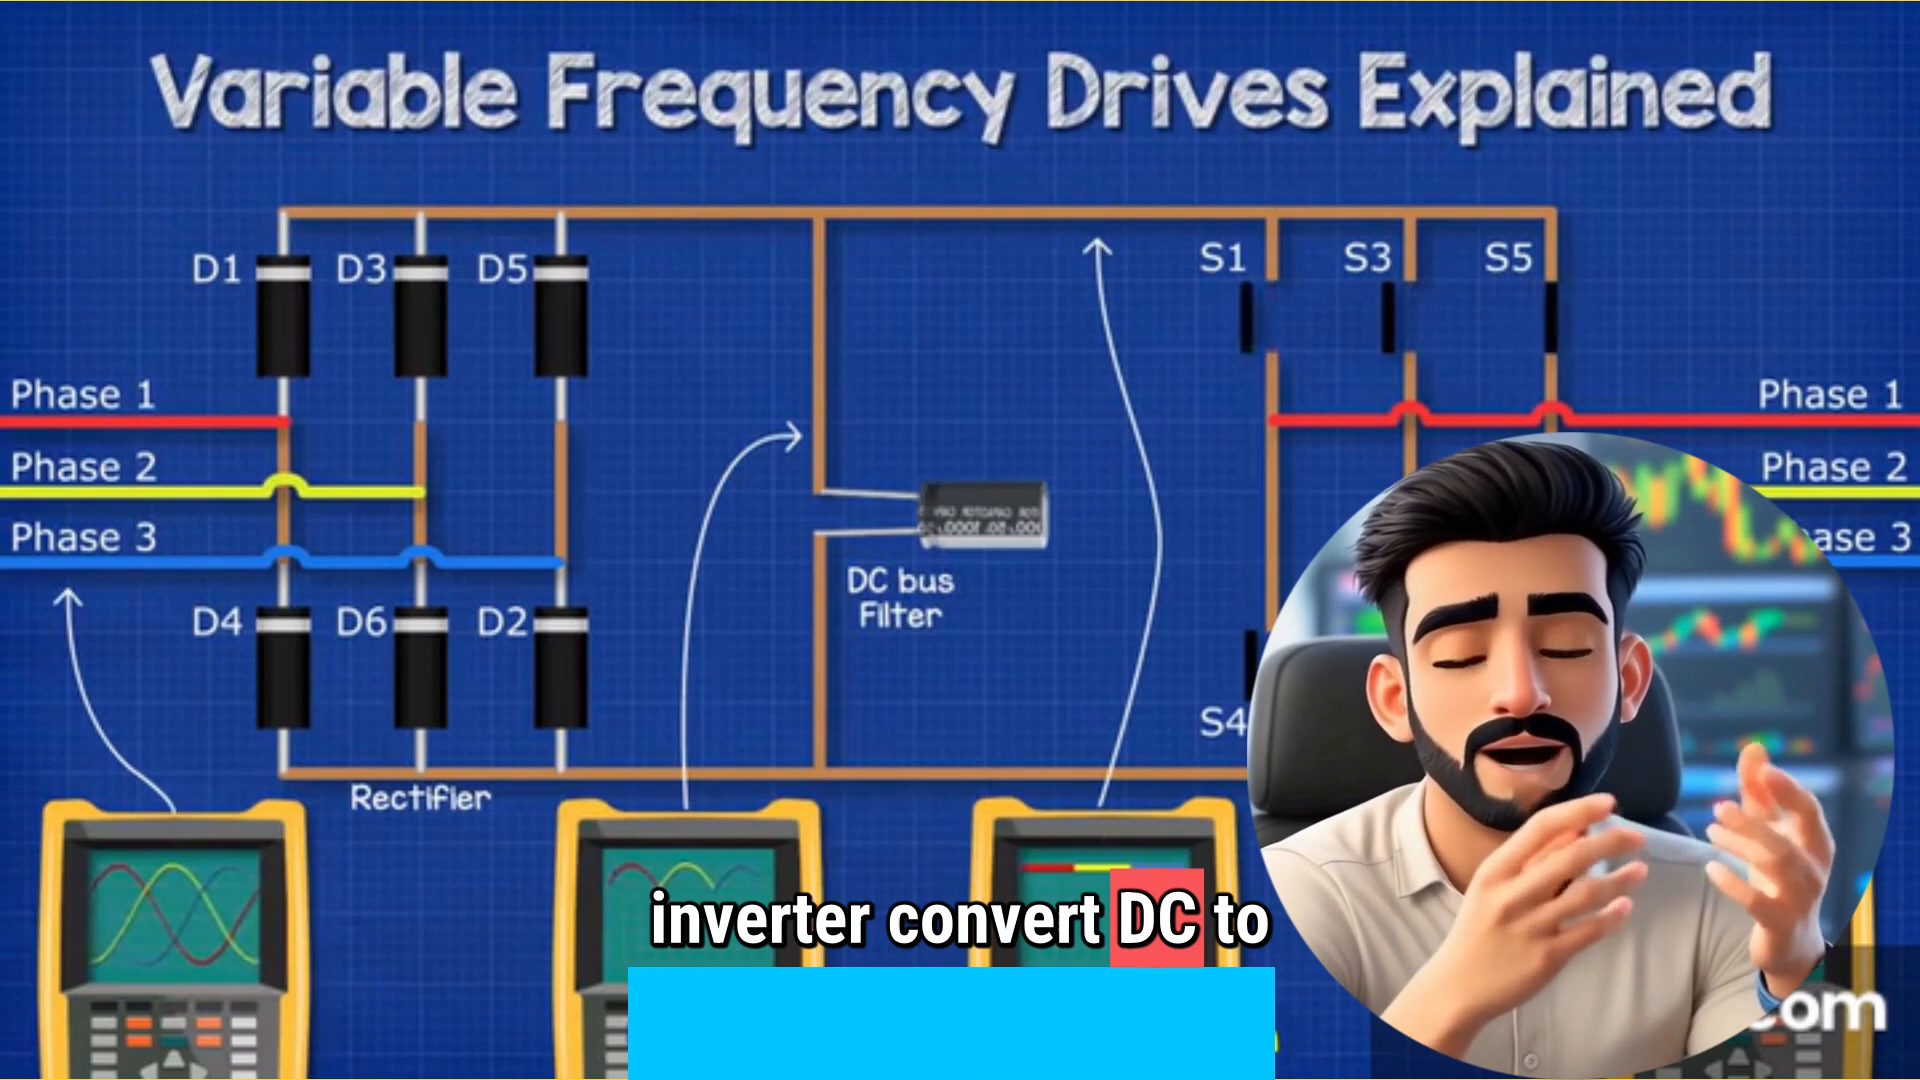 Variable Frequency Drives Explained
D1 D3 D5
S1 S3 S5
Phase 1
Phase 2
Phase 3
Phase 1
Phase 2
ase 3
DC bus
Filter
D4 D6 D2
S4
Rectifier
inverter convert DC to
.com